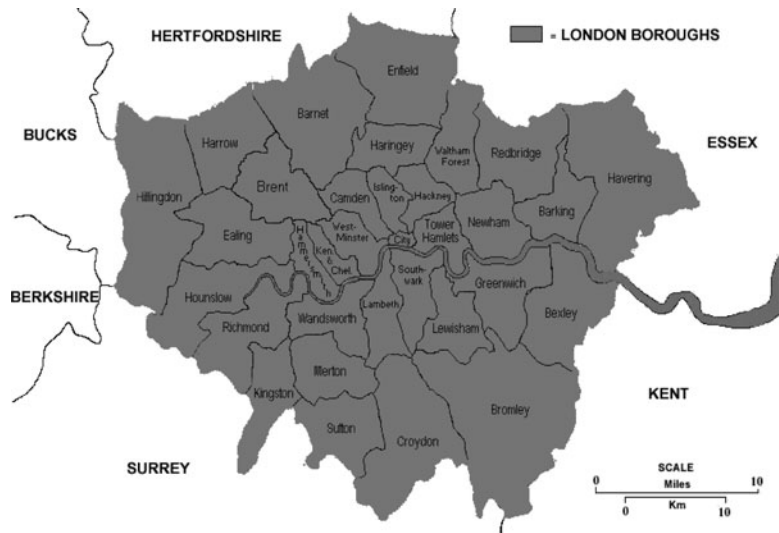 HERTFORDSHIRE
= LONDON BOROUGHS
Enfield
Barnet
BUCKS
Harrow
Haringey
Waltham
Forest
Redbridge
ESSEX
Havering
Hillingdon
Brent
Camden
Isling-
ton
Hackney
Barking
Ealing
Hammersmith
Ken.
&
Chel.
West-
Minster
City
Tower
Hamlets
Newham
BERKSHIRE
Hounslow
South-
wark
Greenwich
Richmond
Wandsworth
Lambeth
Lewisham
Bexley
Kingston
Merton
Bromley
KENT
Sutton
Croydon
SURREY
SCALE
0 Miles 10
0 Km 10